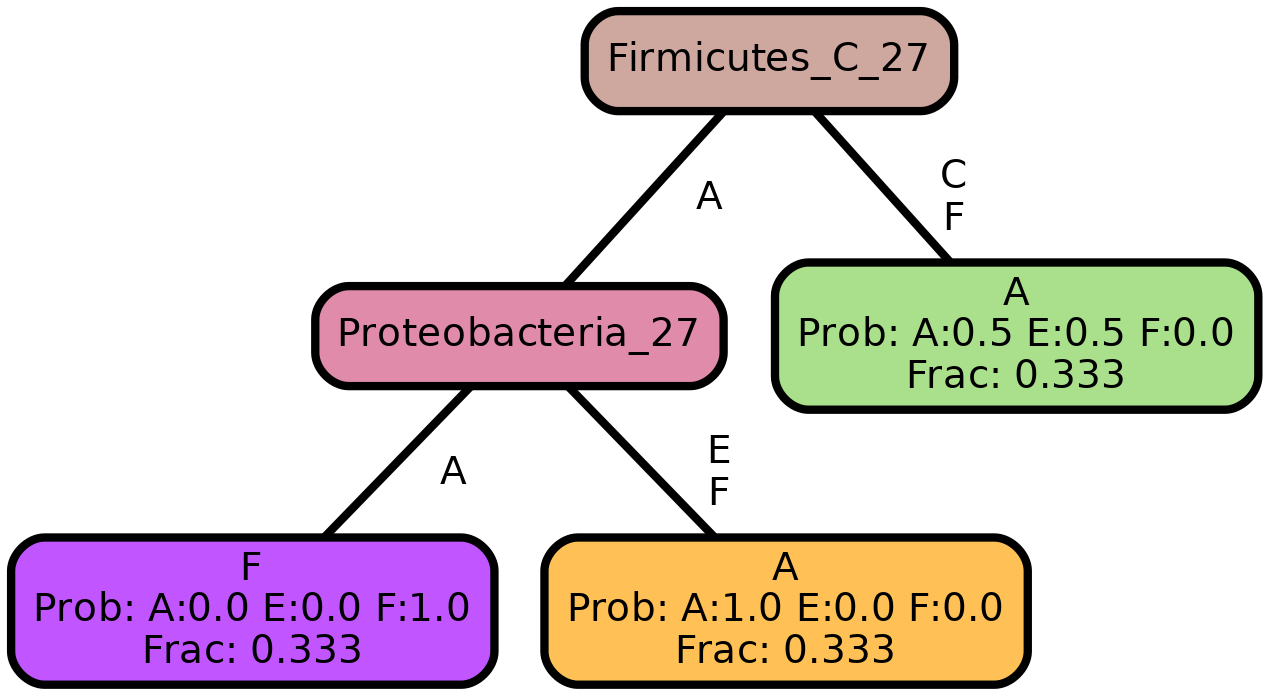 Firmicutes_C_27
A
C
F
Proteobacteria_27
A
Prob: A:0.5 E:0.5 F:0.0
Frac: 0.333
A
E
F
F
Prob: A:0.0 E:0.0 F:1.0
Frac: 0.333
A
Prob: A:1.0 E:0.0 F:0.0
Frac: 0.333